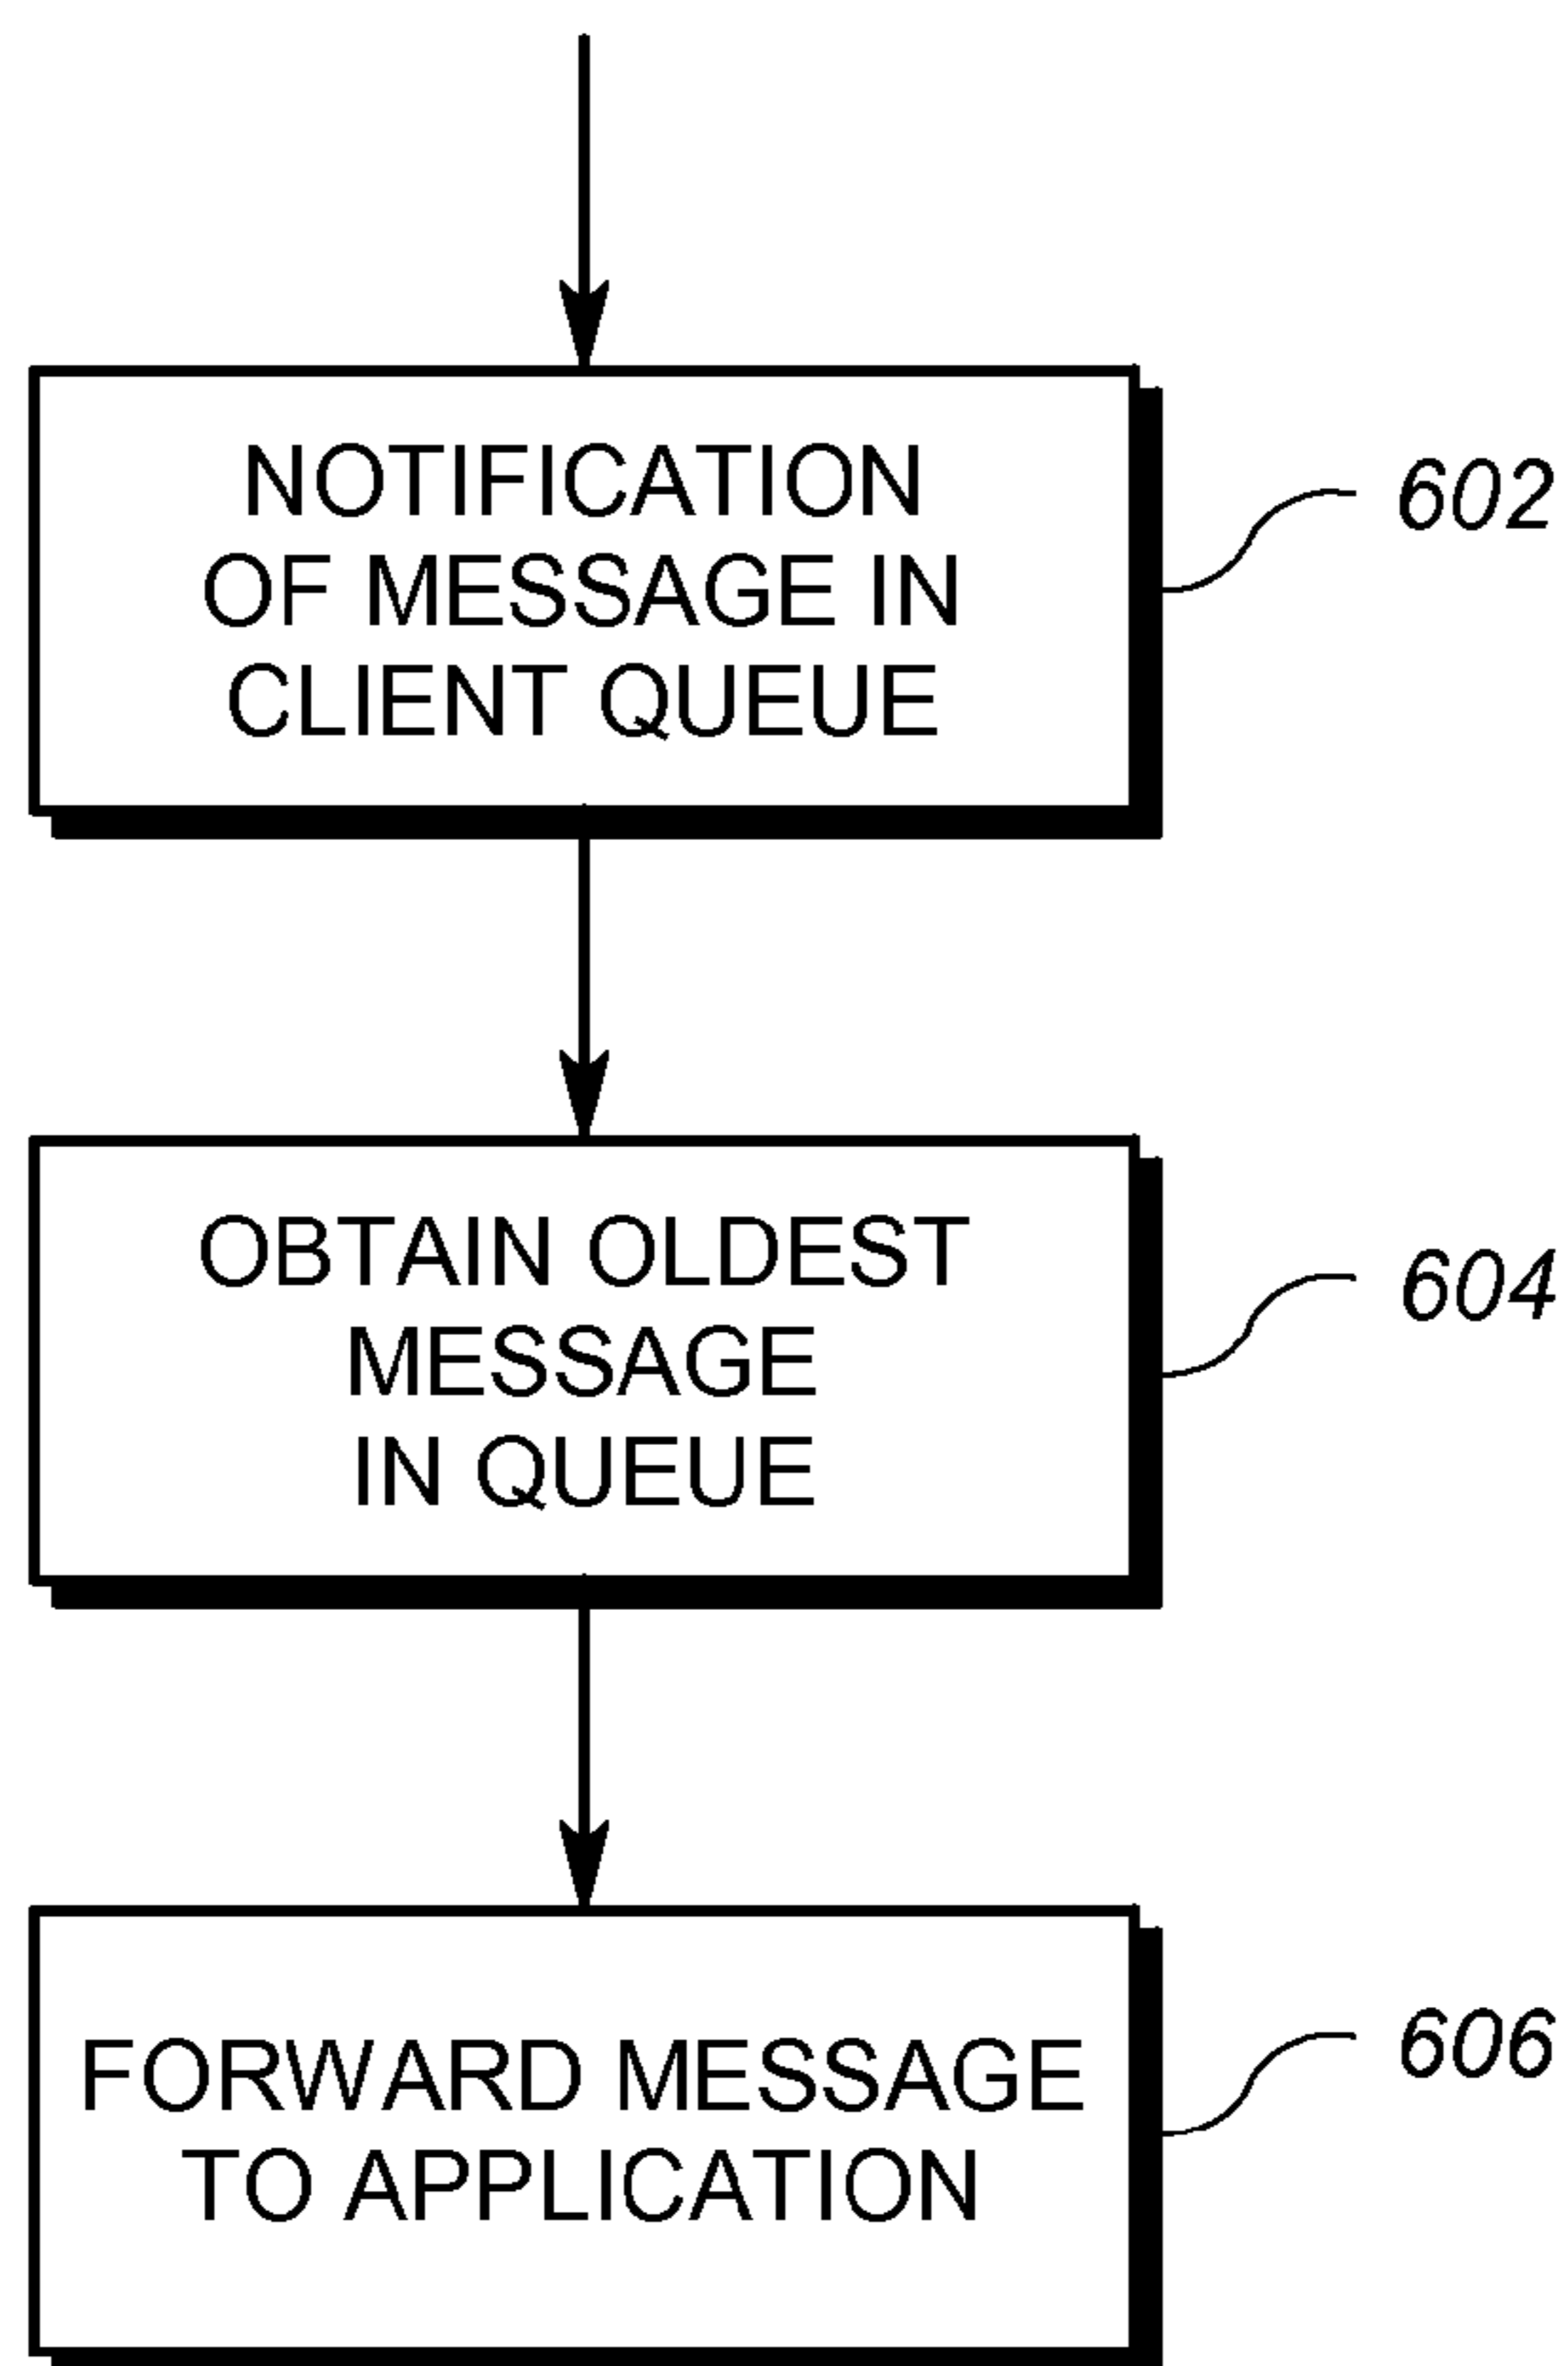 NOTIFICATION
OF MESSAGE IN
CLIENT QUEUE
602
OBTAIN OLDEST
MESSAGE
IN QUEUE
604
FORWARD MESSAGE
TO APPLICATION
606